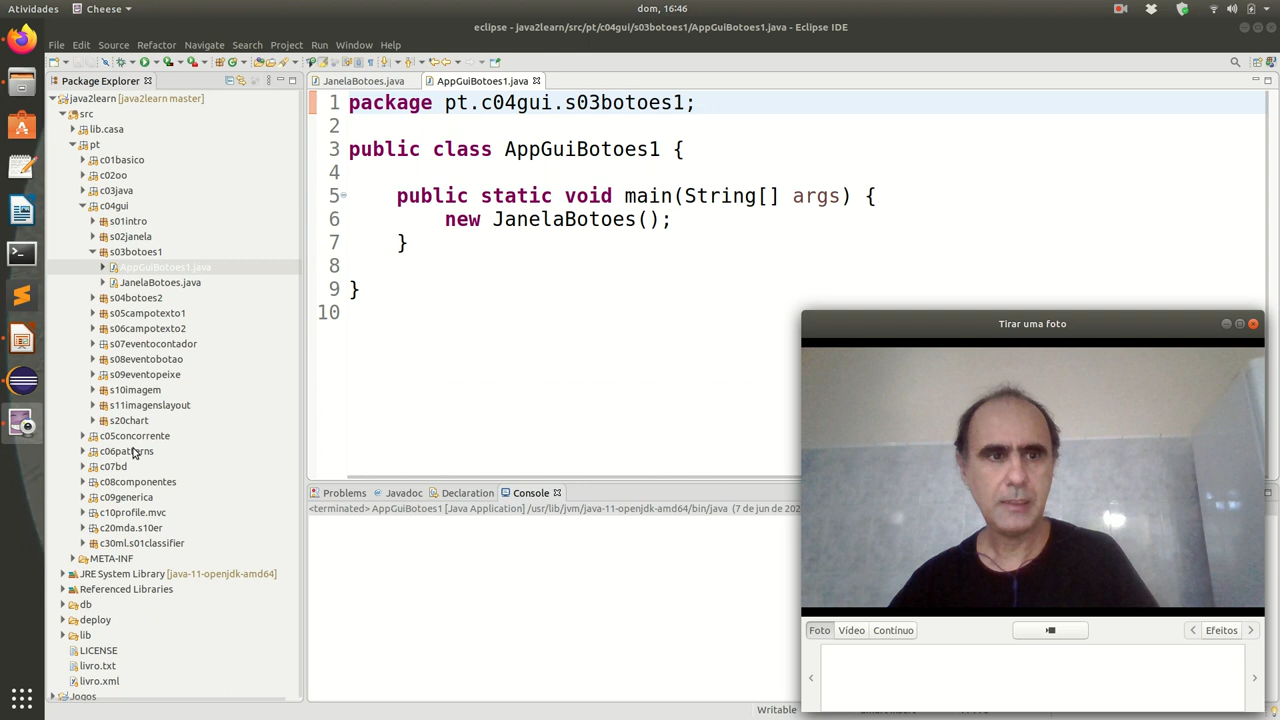 Atividades
Cheese
dom, 16:46
eclipse - java2learn/src/pt/c04gui/s03botoes1/AppGuiBotoes1.java - Eclipse IDE
File Edit Source Refactor Navigate Search Project Run Window Help
Package Explorer
JanelaBotoes.java
AppGuiBotoes1.java
java2learn [java2learn master]
src
lib.casa
pt
c01basico
c02oo
c03java
c04gui
s01intro
s02janela
s03botoes1
AppGuiBotoes1.java
JanelaBotoes.java
s04botoes2
s05campotexto1
s06campotexto2
s07eventocontador
s08eventobotao
s09eventopeixe
s10imagem
s11imagenslayout
s20chart
c05concorrente
c06patterns
c07bd
c08componentes
c09generica
c10profile.mvc
c20mda.s10er
c30ml.s01classifier
META-INF
JRE System Library [java-11-openjdk-amd64]
Referenced Libraries
db
deploy
lib
LICENSE
livro.txt
livro.xml
Jogos
1 package pt.c04gui.s03botoes1;
2
3 public class AppGuiBotoes1 {
4
5 public static void main(String[] args) {
6 new JanelaBotoes();
7 }
8
9 }
10
Problems Javadoc Declaration Console
<terminated> AppGuiBotoes1 [Java Application] /usr/lib/jvm/java-11-openjdk-amd64/bin/java (7 de jun de 202
Tirar uma foto
Foto Vídeo Contínuo
Efeitos
Writable